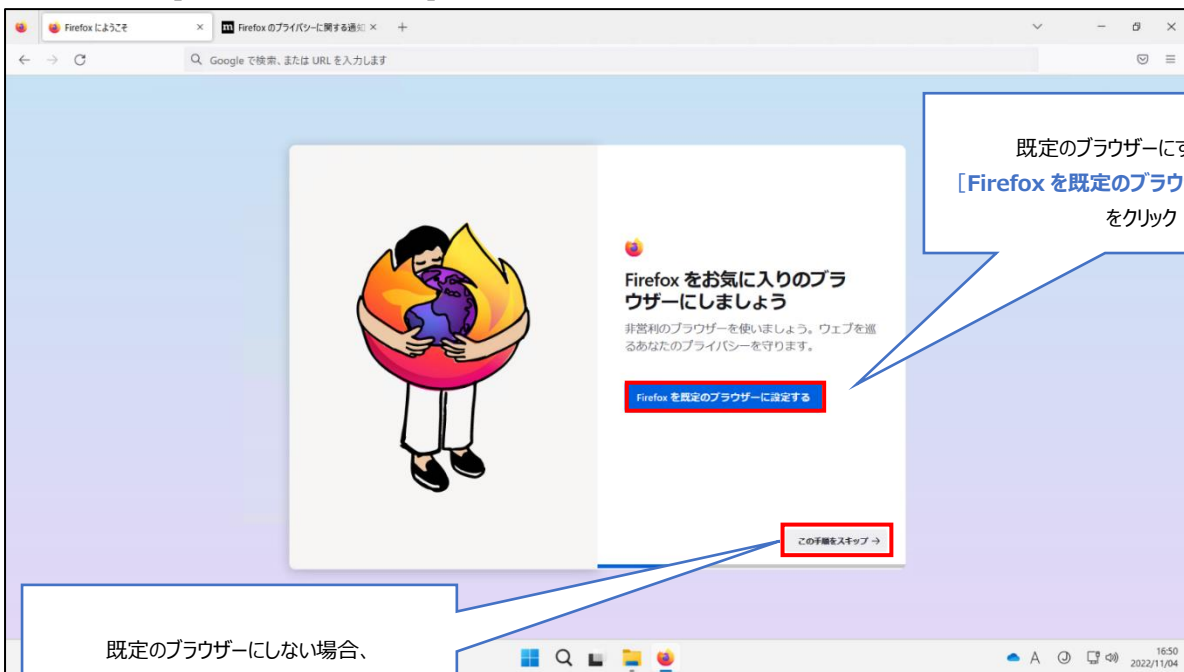 Firefox にようこそ
Firefox のプライバシーに関する通知
Google で検索、または URL を入力します
既定のブラウザーにす
[Firefox を既定のブラウ
をクリック
Firefox をお気に入りのブラ
ウザーにしましょう
非営利のブラウザーを使いましょう。ウェブを巡
るあなたのプライバシーを守ります。
Firefox を既定のブラウザーに設定する
この手順をスキップ →
既定のブラウザーにしない場合、
A
16:50
2022/11/04